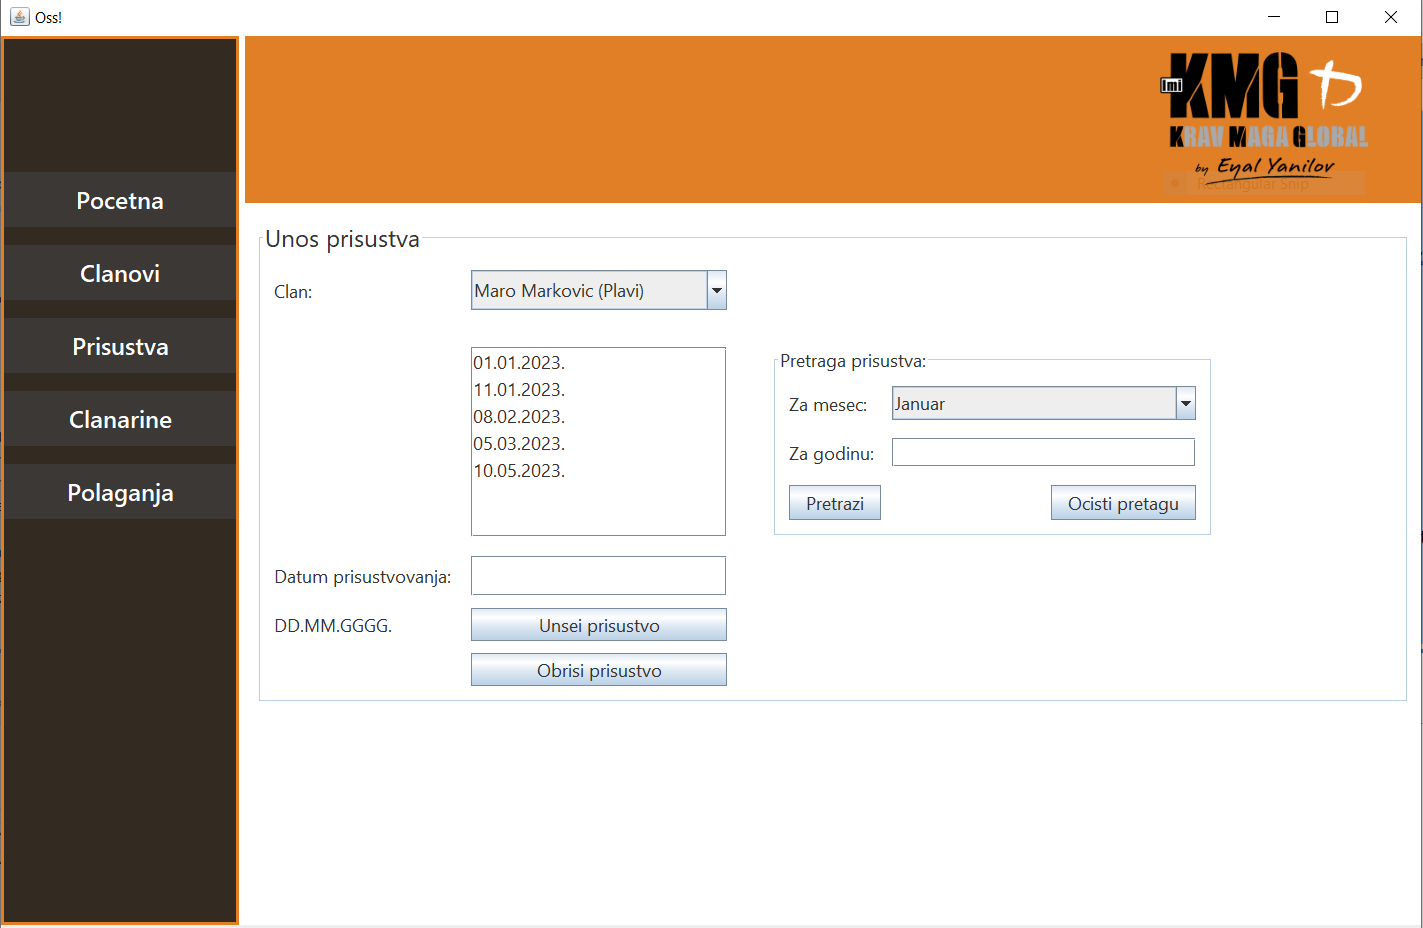 Oss!
Imi
KMG
KRAV MAGA GLOBAL
by Eyal Yanilov
Rectangular Snip
Pocetna
Clanovi
Prisustva
Clanarine
Polaganja
Unos prisustva
Clan:
Maro Markovic (Plavi)
01.01.2023.
11.01.2023.
08.02.2023.
05.03.2023.
10.05.2023.
Pretraga prisustva:
Za mesec:
Januar
Za godinu:
Pretrazi
Ocisti pretagu
Datum prisustvovanja:
DD.MM.GGGG.
Unsei prisustvo
Obrisi prisustvo